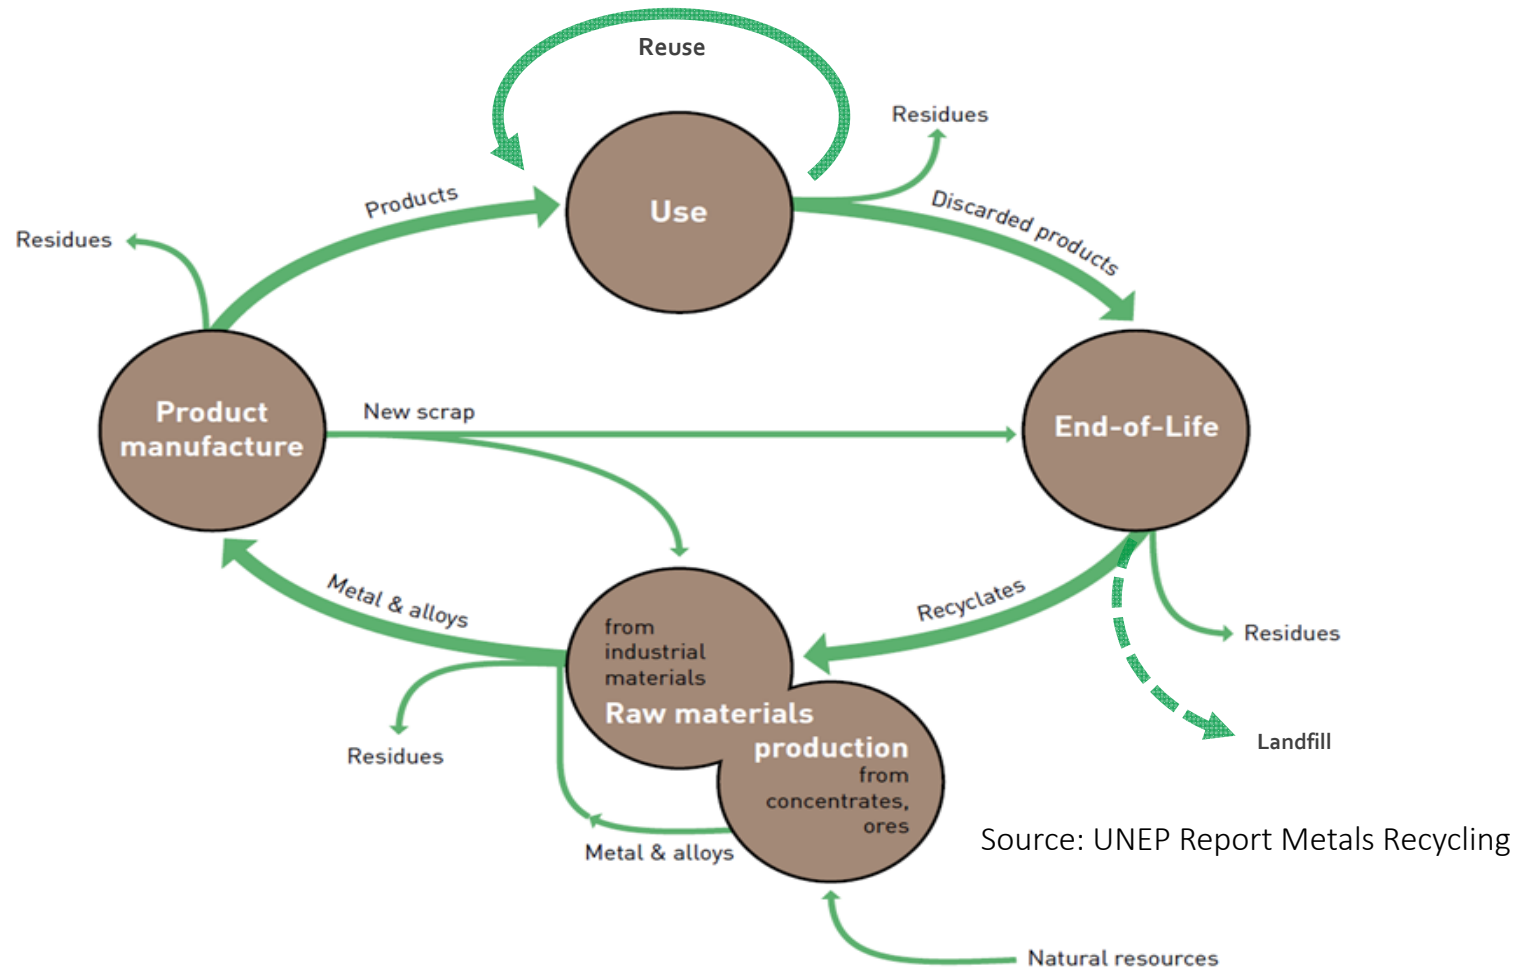 Reuse
Residues
Use
Products
Discarded products
Residues
Product
manufacture
New scrap
End-of-Life
Metal & alloys
from
industrial
materials
Recyclates
Residues
Raw materials
production
Residues
Landfill
from
concentrates,
ores
Metal & alloys
Source: UNEP Report Metals Recycling
Natural resources